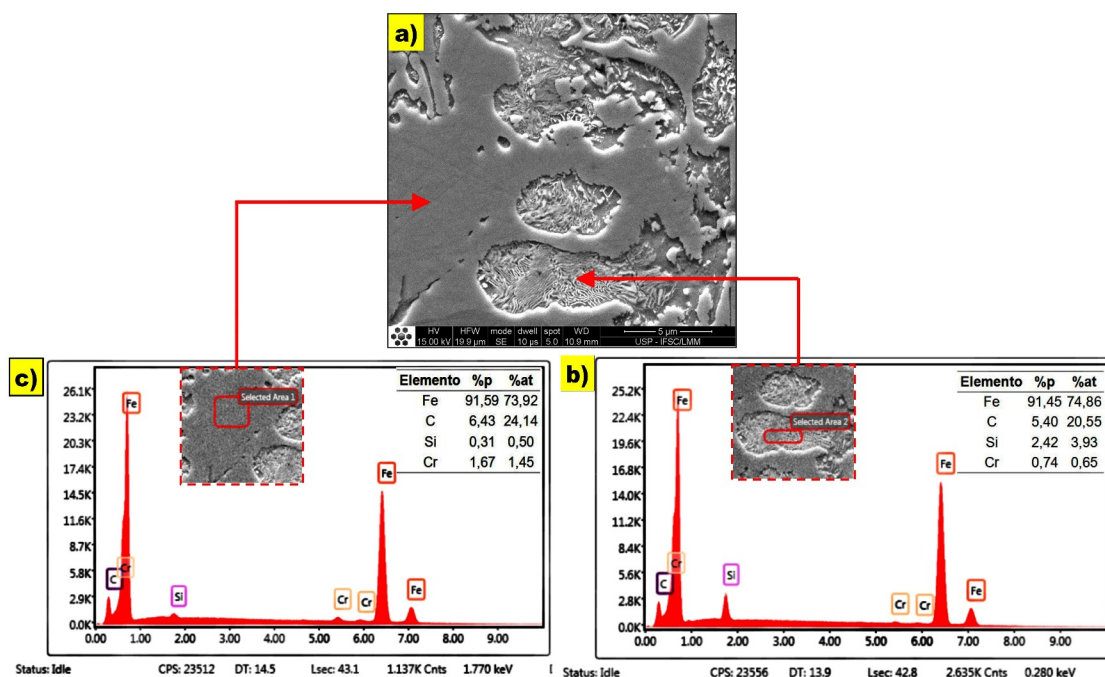 a)
HV HFW mode dwell spot WD 5 µm
15.00 kV 19.9 µm SE 10 µs 5.0 10.9 mm USP - IFSC/LMM
c)
Elemento %p %at
Fe 91,59 73,92
C 6,43 24,14
Si 0,31 0,50
Cr 1,67 1,45
Selected Area 1
26.1K
23.2K
20.3K
17.4K
14.5K
11.6K
8.7K
5.8K
2.9K
0.0K
Fe
C
Cr
Si
Cr
Cr
Fe
Fe
0.00 1.00 2.00 3.00 4.00 5.00 6.00 7.00 8.00 9.00
Status: Idle CPS: 23512 DT: 14.5 Lsec: 43.1 1.137K Cnts 1.770 keV
b)
Elemento %p %at
Fe 91,45 74,86
C 5,40 20,55
Si 2,42 3,93
Cr 0,74 0,65
Selected Area 2
25.2K
22.4K
19.6K
16.8K
14.0K
11.2K
8.4K
5.6K
2.8K
0.0K
Fe
C
Cr
Si
Cr
Cr
Fe
Fe
0.00 1.00 2.00 3.00 4.00 5.00 6.00 7.00 8.00 9.00
Status: Idle CPS: 23556 DT: 13.9 Lsec: 42.8 2.635K Cnts 0.280 keV